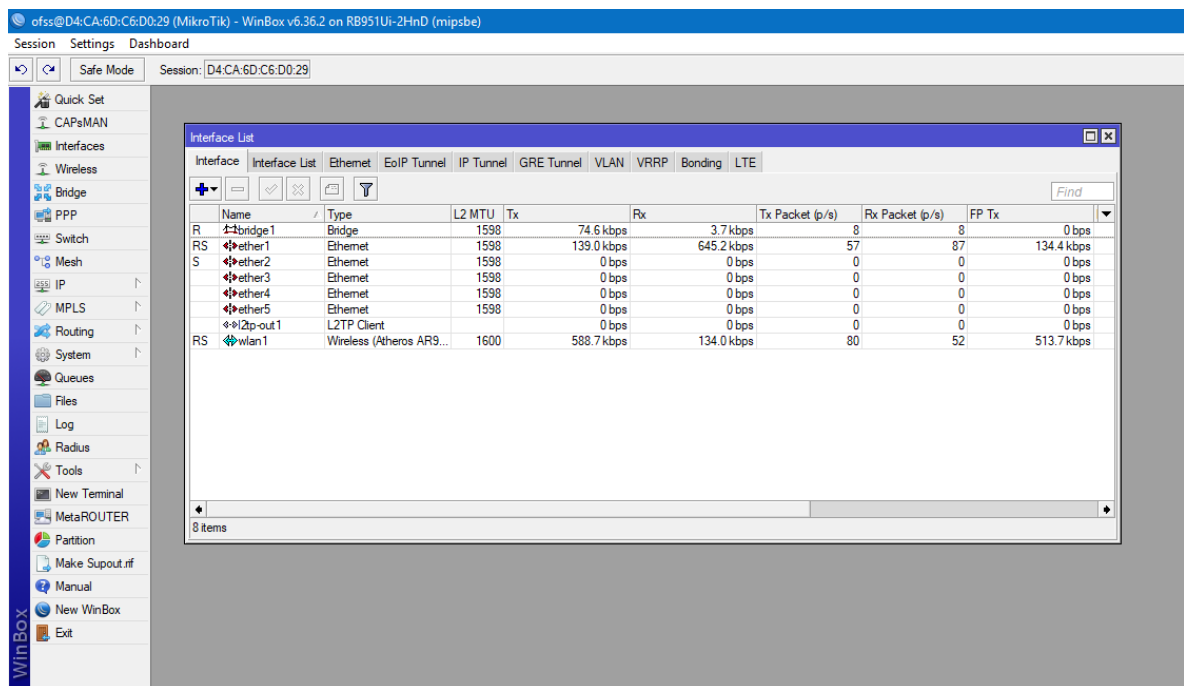 ofss@D4:CA:6D:C6:D0:29 (MikroTik) - WinBox v6.36.2 on RB951Ui-2HnD (mipsbe)
Session Settings Dashboard
Safe Mode Session: D4:CA:6D:C6:D0:29
Quick Set
CAPsMAN
Interfaces
Wireless
Bridge
PPP
Switch
Mesh
IP
MPLS
Routing
System
Queues
Files
Log
Radius
Tools
New Terminal
MetaROUTER
Partition
Make Supout.rif
Manual
New WinBox
Exit
WinBox
Interface List
Interface Interface List Ethernet EoIP Tunnel IP Tunnel GRE Tunnel VLAN VRRP Bonding LTE
Find
Name Type L2 MTU Tx Rx Tx Packet (p/s) Rx Packet (p/s) FP Tx
R bridge1 Bridge 1598 74.6 kbps 3.7 kbps 8 8 0 bps
RS ether1 Ethernet 1598 139.0 kbps 645.2 kbps 57 87 134.4 kbps
S ether2 Ethernet 1598 0 bps 0 bps 0 0 0 bps
ether3 Ethernet 1598 0 bps 0 bps 0 0 0 bps
ether4 Ethernet 1598 0 bps 0 bps 0 0 0 bps
ether5 Ethernet 1598 0 bps 0 bps 0 0 0 bps
l2tp-out1 L2TP Client 0 bps 0 bps 0 0 0 bps
RS wlan1 Wireless (Atheros AR9... 1600 588.7 kbps 134.0 kbps 80 52 513.7 kbps
8 items